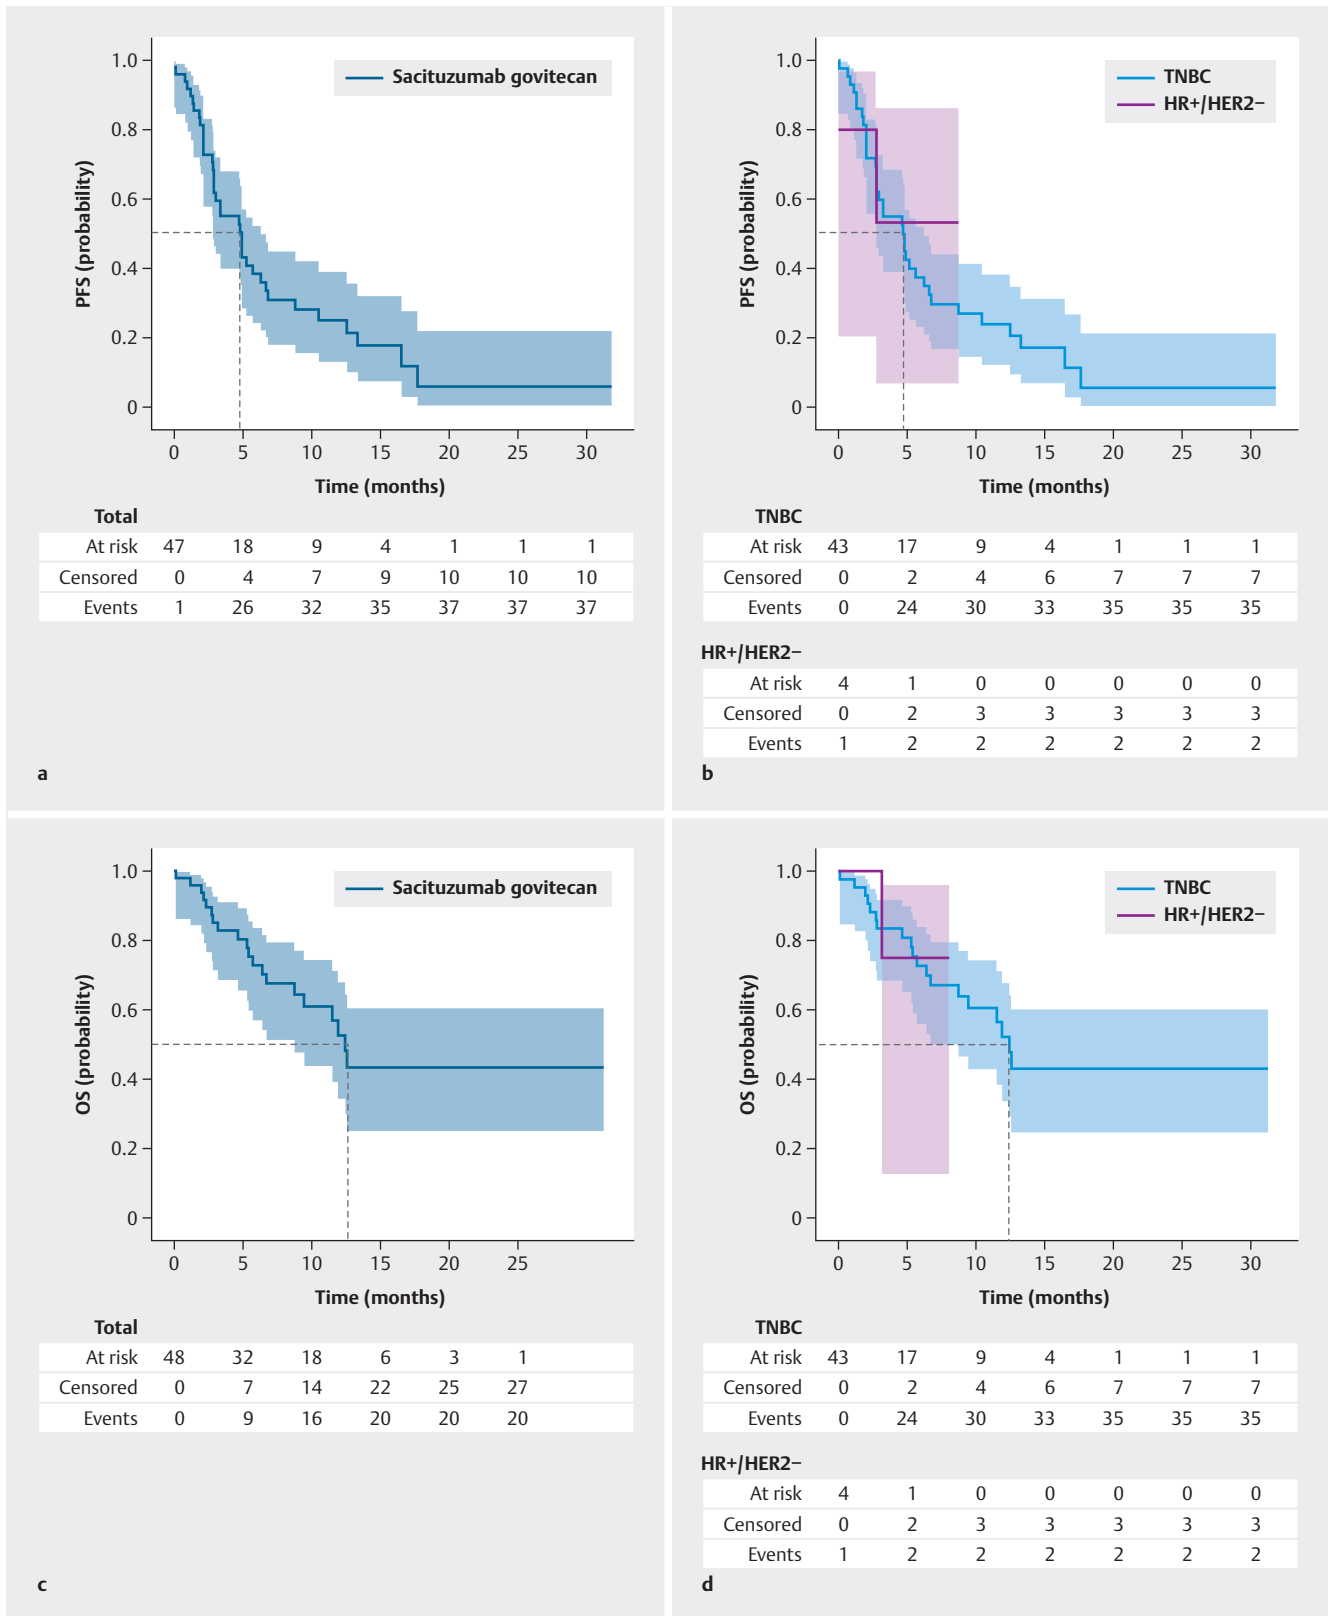 1.0
0.8
0.6
0.4
0.2
0
PFS (probability)
Sacituzumab govitecan
0 5 10 15 20 25 30
Time (months)
Total
At risk 47 18 9 4 1 1 1
Censored 0 4 7 9 10 10 10
Events 1 26 32 35 37 37 37
a
1.0
0.8
0.6
0.4
0.2
0
PFS (probability)
TNBC
HR+/HER2–
0 5 10 15 20 25 30
Time (months)
TNBC
At risk 43 17 9 4 1 1 1
Censored 0 2 4 6 7 7 7
Events 0 24 30 33 35 35 35
HR+/HER2–
At risk 4 1 0 0 0 0 0
Censored 0 2 3 3 3 3 3
Events 1 2 2 2 2 2 2
b
1.0
0.8
0.6
0.4
0.2
0
OS (probability)
Sacituzumab govitecan
0 5 10 15 20 25
Time (months)
Total
At risk 48 32 18 6 3 1
Censored 0 7 14 22 25 27
Events 0 9 16 20 20 20
c
1.0
0.8
0.6
0.4
0.2
0
OS (probability)
TNBC
HR+/HER2–
0 5 10 15 20 25 30
Time (months)
TNBC
At risk 43 17 9 4 1 1 1
Censored 0 2 4 6 7 7 7
Events 0 24 30 33 35 35 35
HR+/HER2–
At risk 4 1 0 0 0 0 0
Censored 0 2 3 3 3 3 3
Events 1 2 2 2 2 2 2
d